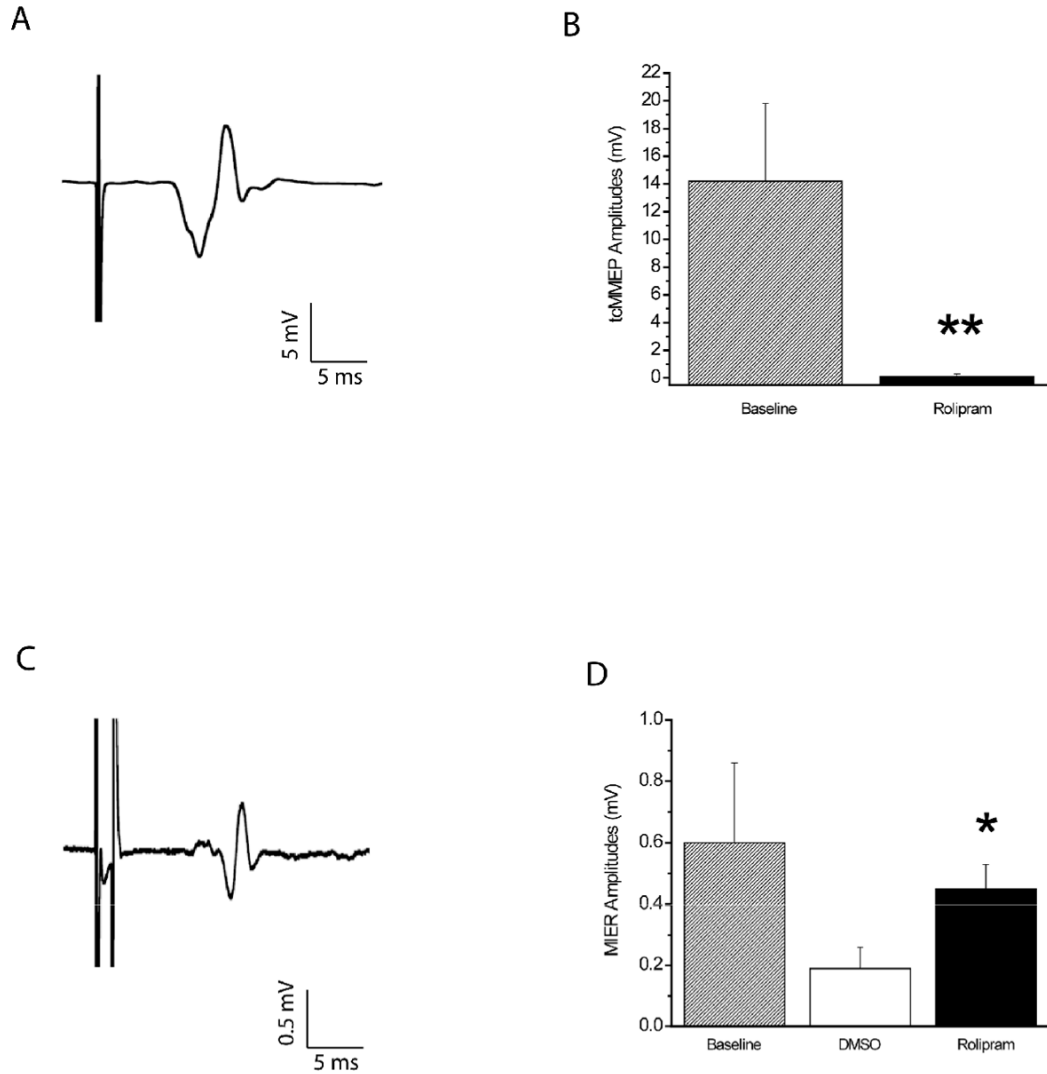 A
5 mV
5 ms
B
tcMMEP Amplitudes (mV)
22
20
18
16
14
12
10
8
6
4
2
0
**
Baseline Rolipram
C
0.5 mV
5 ms
D
MIER Amplitudes (mV)
1.0
0.8
0.6
0.4
0.2
0.0
*
Baseline DMSO Rolipram